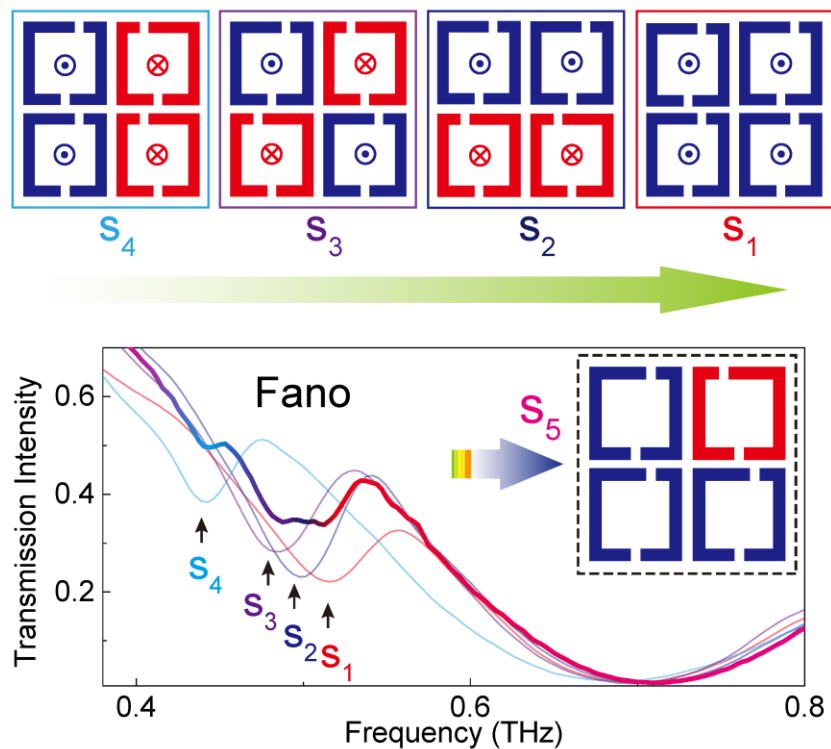 S4 S3 S2 S1
Fano
S5
S4
S3
S2
S1
0.6
0.4
0.2
Transmission Intensity
0.4 0.6 0.8
Frequency (THz)